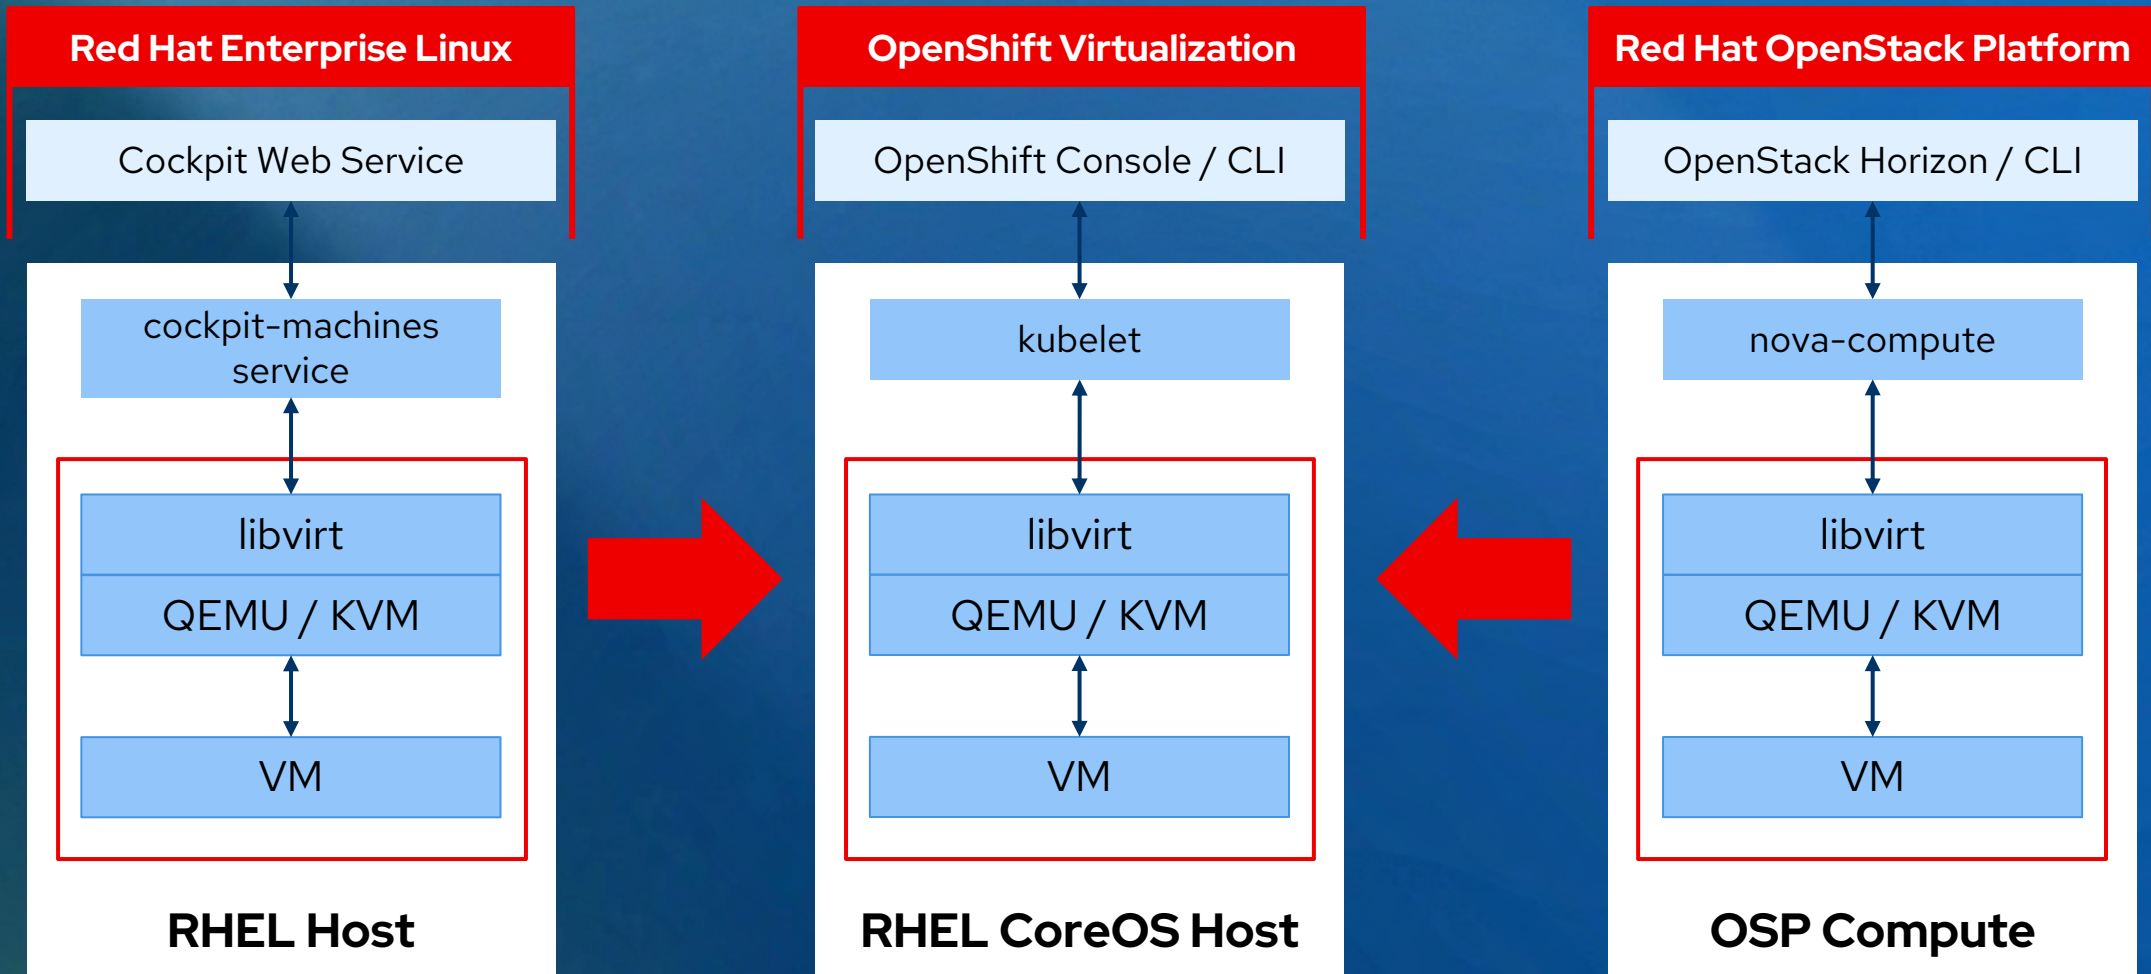 Red Hat Enterprise Linux
Cockpit Web Service
cockpit-machines
service
libvirt
QEMU / KVM
VM
RHEL Host
OpenShift Virtualization
OpenShift Console / CLI
kubelet
libvirt
QEMU / KVM
VM
RHEL CoreOS Host
Red Hat OpenStack Platform
OpenStack Horizon / CLI
nova-compute
libvirt
QEMU / KVM
VM
OSP Compute